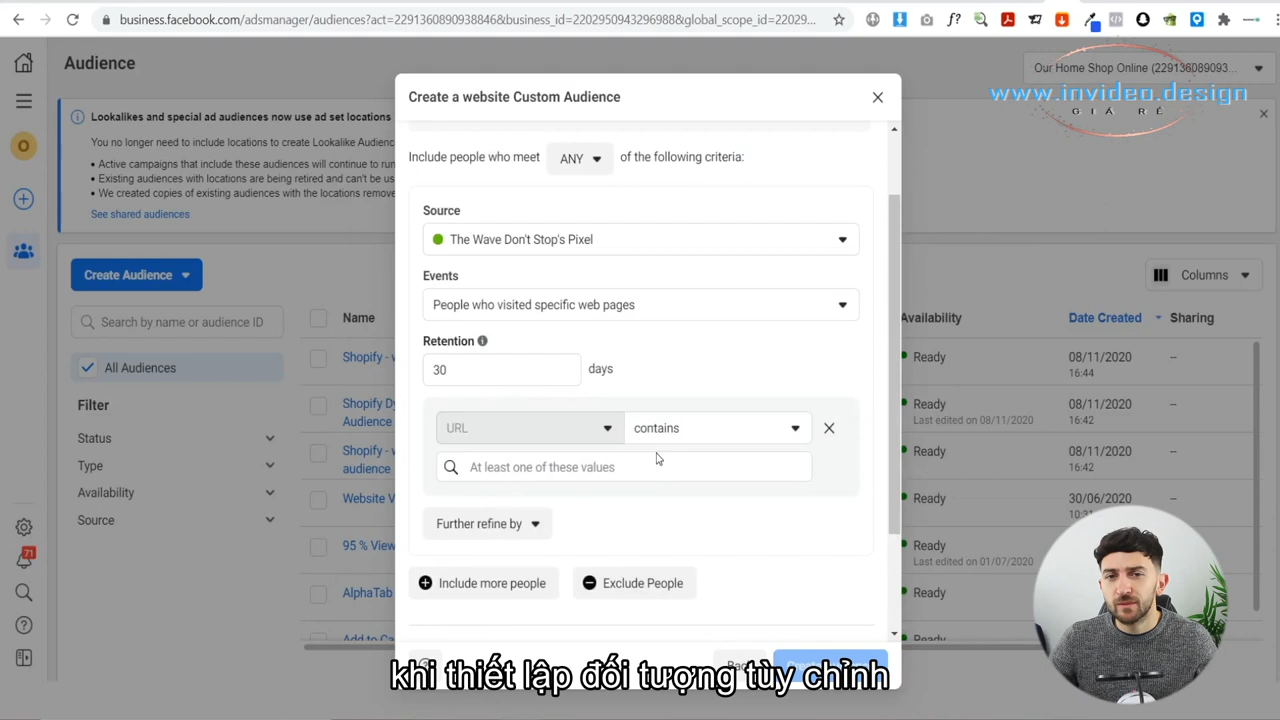 business.facebook.com/adsmanager/audiences?act=2291360890938846&business_id=2202950943296988&global_scope_id=22029...
Audience
Our Home Shop Online (229136089093...
www.invideo.design
GIÁ RẺ
Lookalikes and special ad audiences now use ad set locations
You no longer need to include locations to create Lookalike Audienc
• Active campaigns that include these audiences will continue to run
• Existing audiences with locations are being retired and can't be us
• We created copies of existing audiences with the locations remove
See shared audiences
Create Audience
Columns
Search by name or audience ID
All Audiences
Filter
Status
Type
Availability
Source
Name
Availability
Date Created
Sharing
Shopify - w
Ready
08/11/2020
--
16:44
Shopify Dy
Audience
Ready
08/11/2020
--
Last edited on 08/11/2020
16:42
Shopify - w
audience
Ready
08/11/2020
--
16:42
Website V
Ready
30/06/2020
--
95 % View
Ready
Last edited on 01/07/2020
AlphaTab
Ready
Add to Ca
O
71
Create a website Custom Audience
Include people who meet ANY of the following criteria:
Source
The Wave Don't Stop's Pixel
Events
People who visited specific web pages
Retention
30 days
URL contains
At least one of these values
Further refine by
Include more people
Exclude People
khi thiết lập đối tượng tùy chỉnh